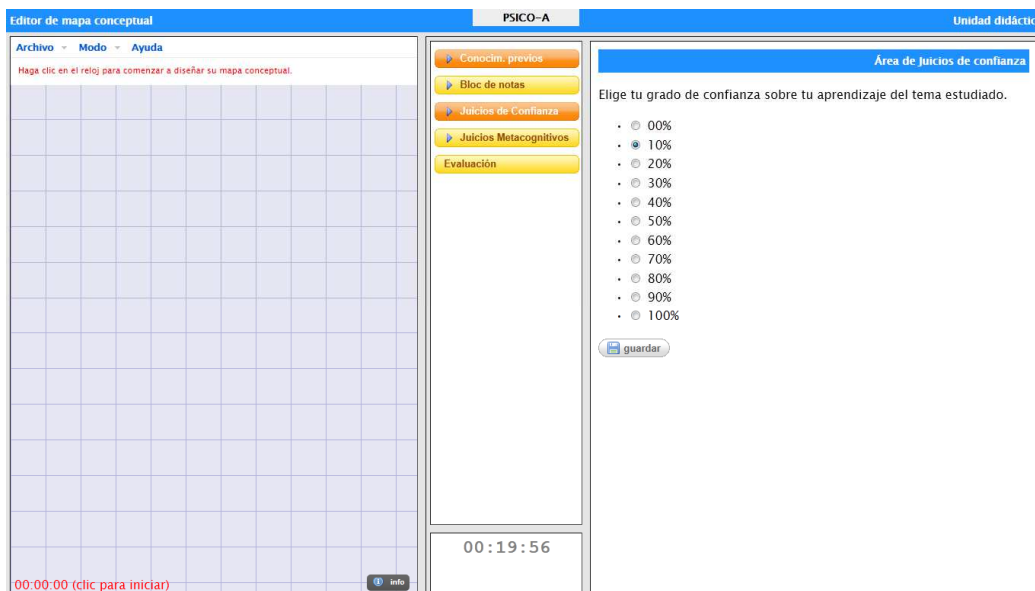 Editor de mapa conceptual
PSICO-A
Unidad didáctic
Archivo Modo Ayuda
Haga clic en el reloj para comenzar a diseñar su mapa conceptual.
00:00:00 (clic para iniciar)
info
Conocim. previos
Bloc de notas
Juicios de Confianza
Juicios Metacognitivos
Evaluación
00:19:56
Área de Juicios de confianza
Elige tu grado de confianza sobre tu aprendizaje del tema estudiado.
00%
10%
20%
30%
40%
50%
60%
70%
80%
90%
100%
guardar